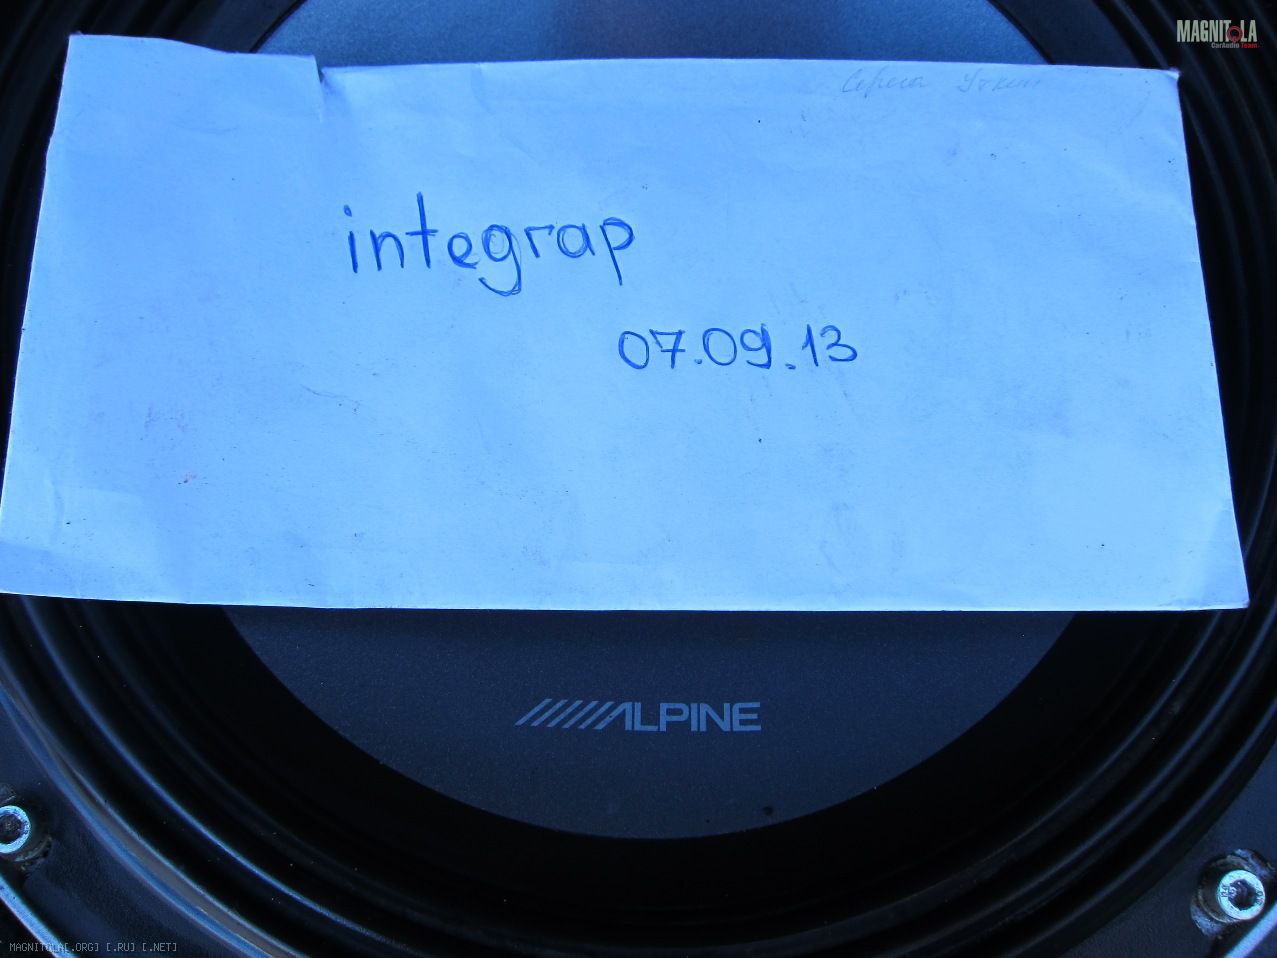 MAGNITOLA
CarAudio Team
integrap
07.09.13
ALPINE
MAGNITOLA[.ORG] [.RU] [.NET]